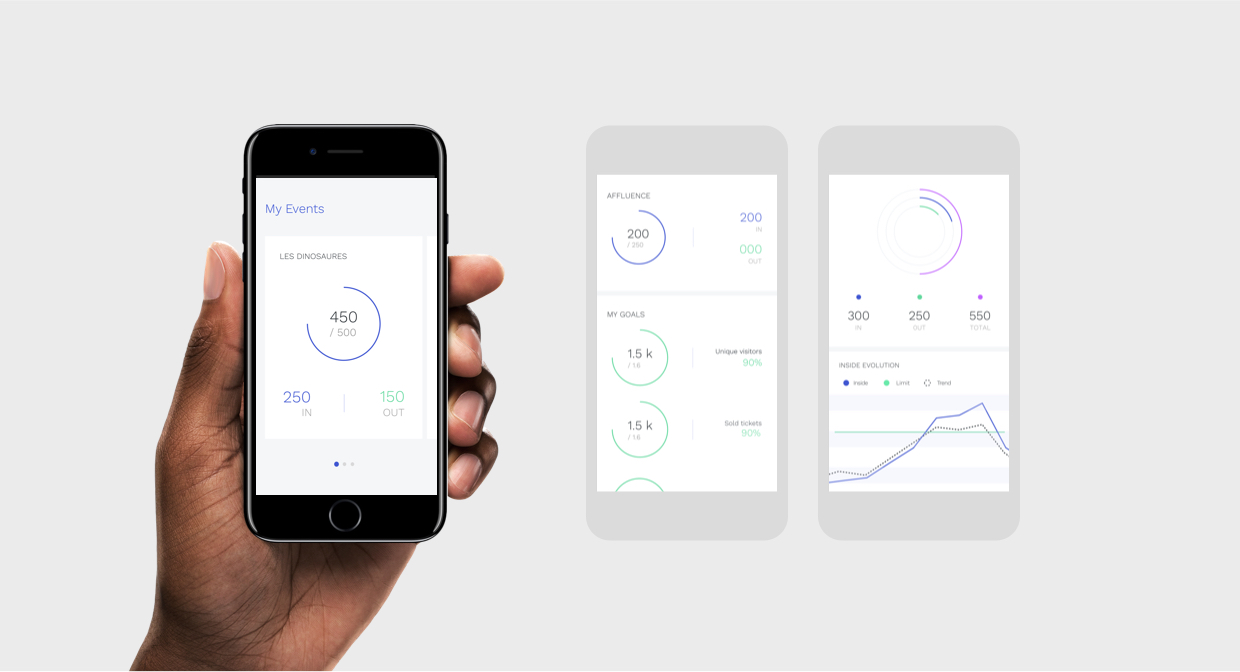 My Events
LES DINOSAURES
450
/ 500
250
IN
150
OUT
AFFLUENCE
200
/ 250
200
IN
000
OUT
MY GOALS
1.5 k
/ 1.6
Unique visitors
90%
1.5 k
/ 1.6
Sold tickets
90%
300
IN
250
OUT
550
TOTAL
INSIDE EVOLUTION
Inside
Limit
Trend